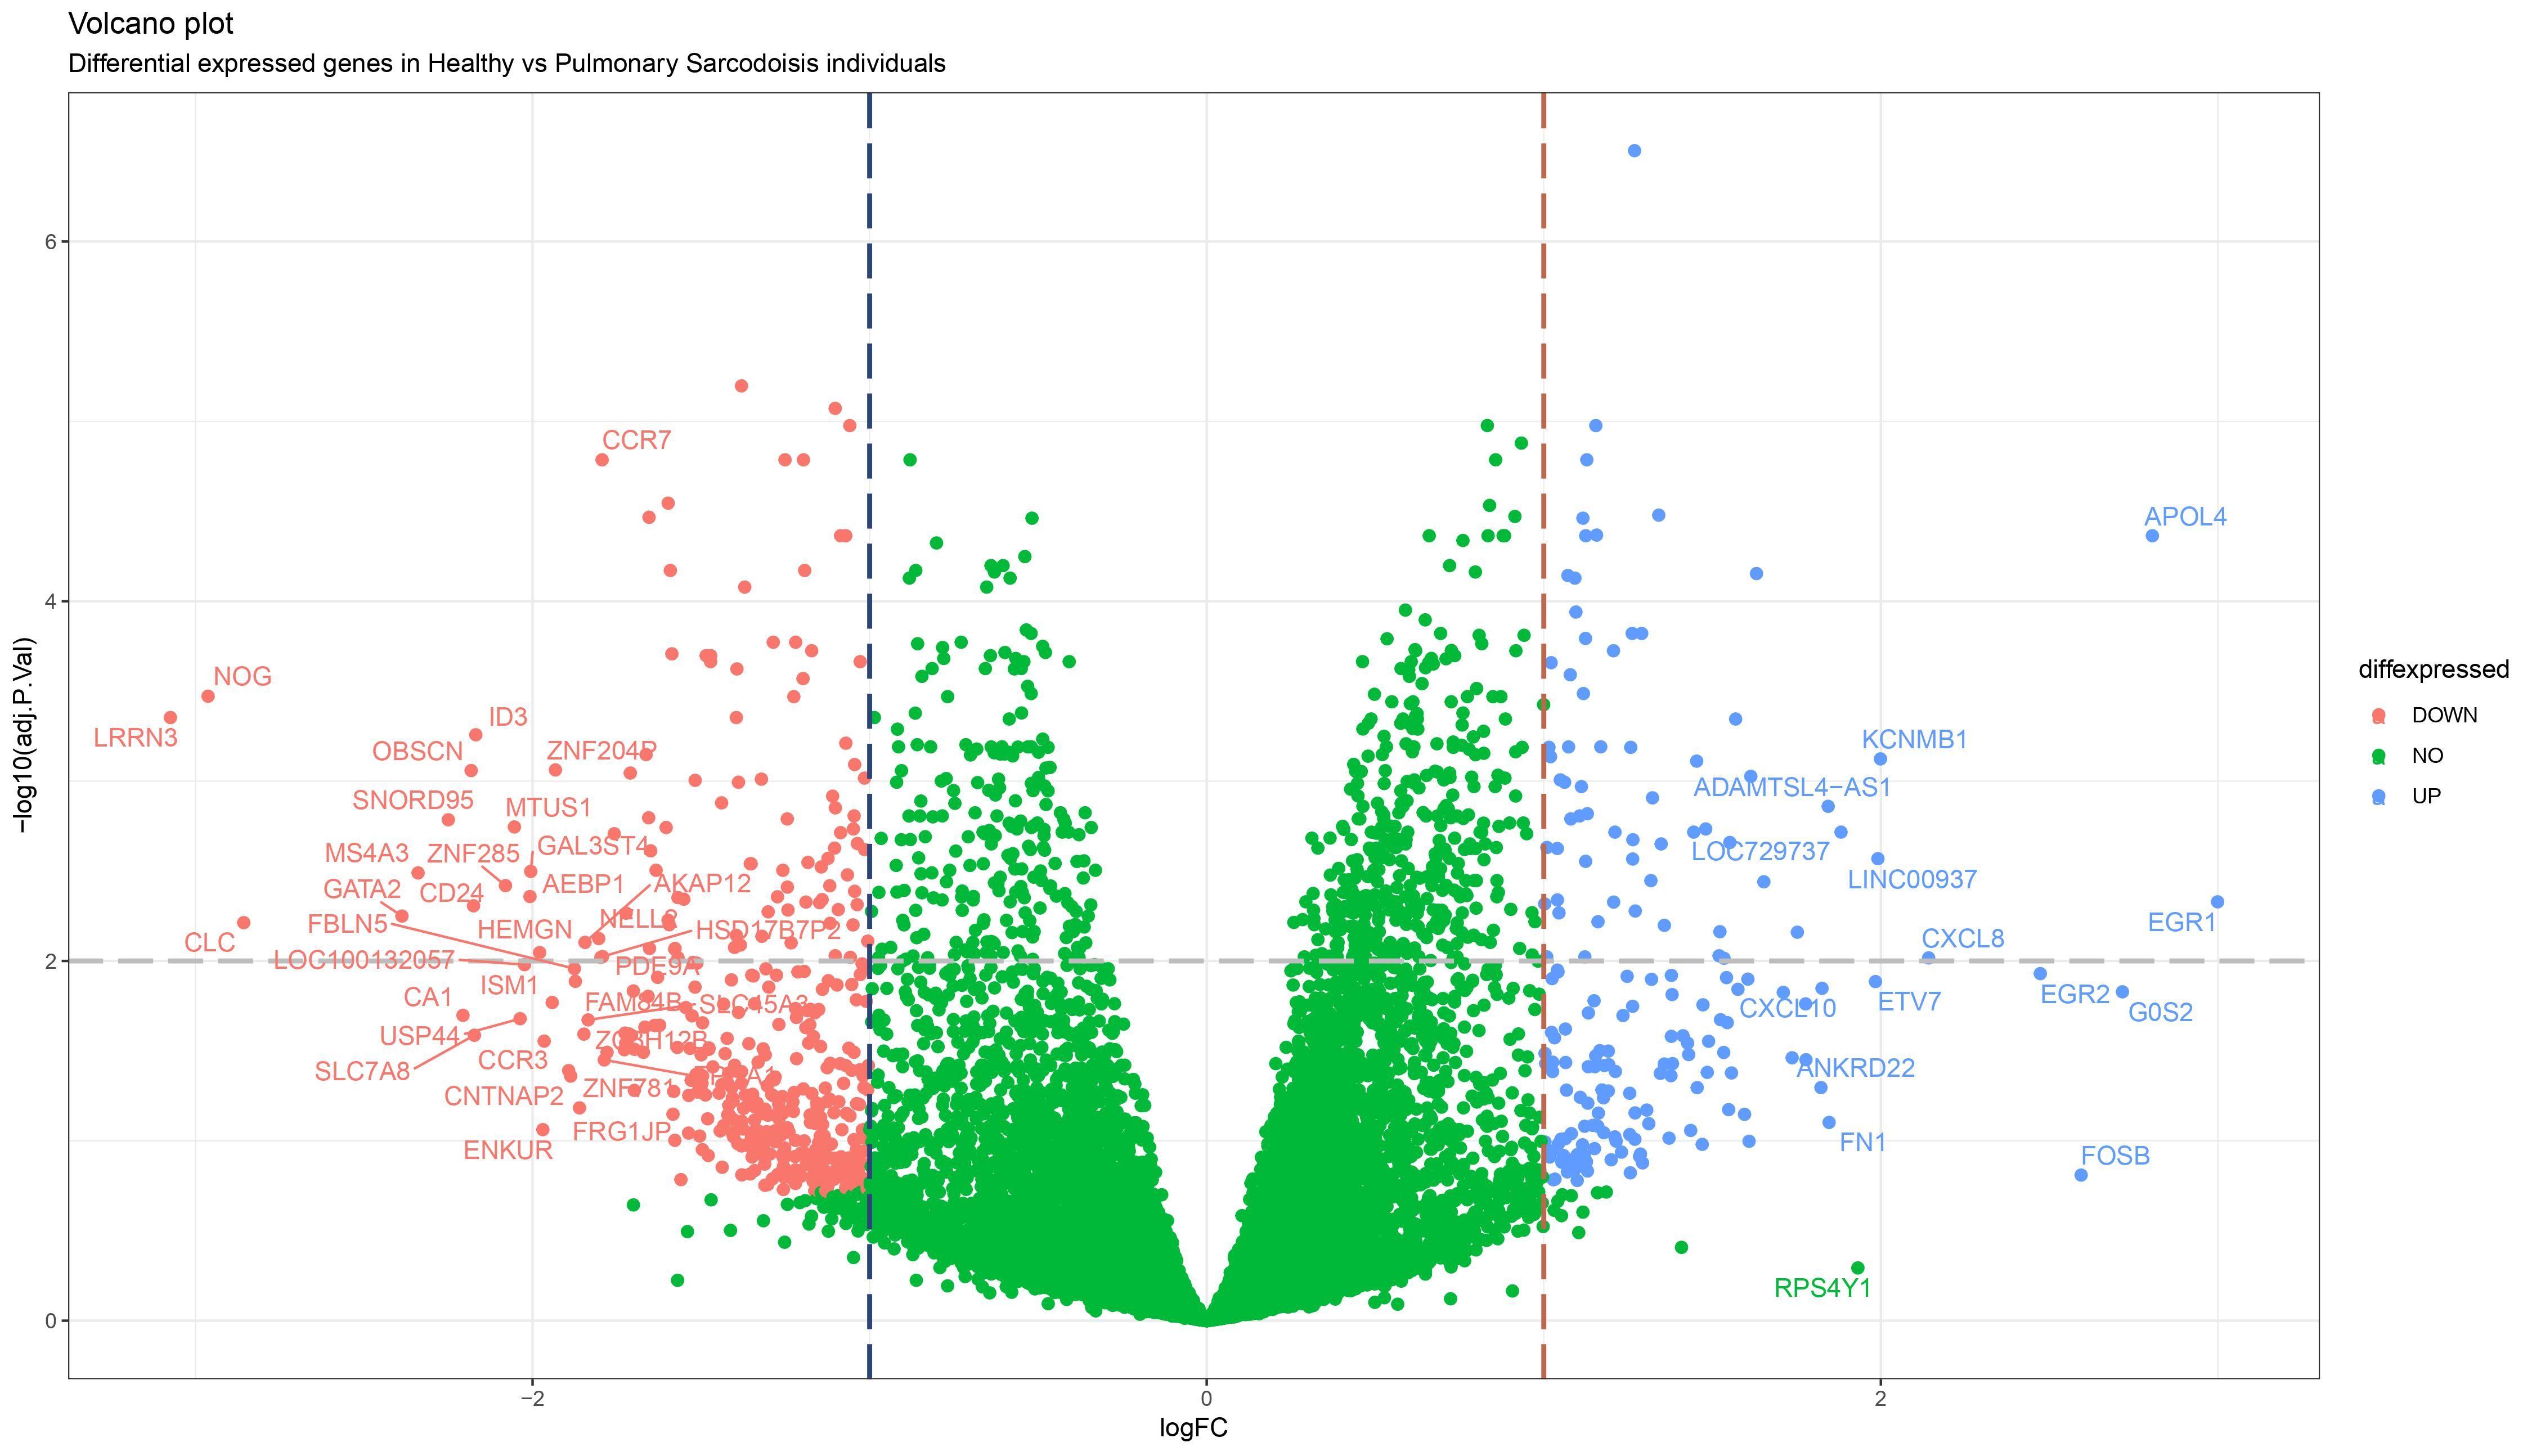 Volcano plot
Differential expressed genes in Healthy vs Pulmonary Sarcodoisis individuals
−log10(adj.P.Val)
6
4
2
0
CCR7
APOL4
NOG
LRRN3
ID3
OBSCN
ZNF204P
KCNMB1
ADAMTSL4−AS1
SNORD95
MTUS1
MS4A3
ZNF285
GAL3ST4
LOC729737
GATA2
CD24
AEBP1
AKAP12
LINC00937
FBLN5
HEMGN
NELL2
HSD17B7P2
EGR1
CLC
CXCL8
LOC100132057
PDE9A
ISM1
CA1
FAM84B
SLC45A3
CXCL10
ETV7
EGR2
G0S2
USP44
ZC3H12B
SLC7A8
CCR3
ANKRD22
CNTNAP2
ZNF781
FRG1JP
ENKUR
FN1
FOSB
RPS4Y1
−2
0
2
logFC
diffexpressed
DOWN
NO
UP